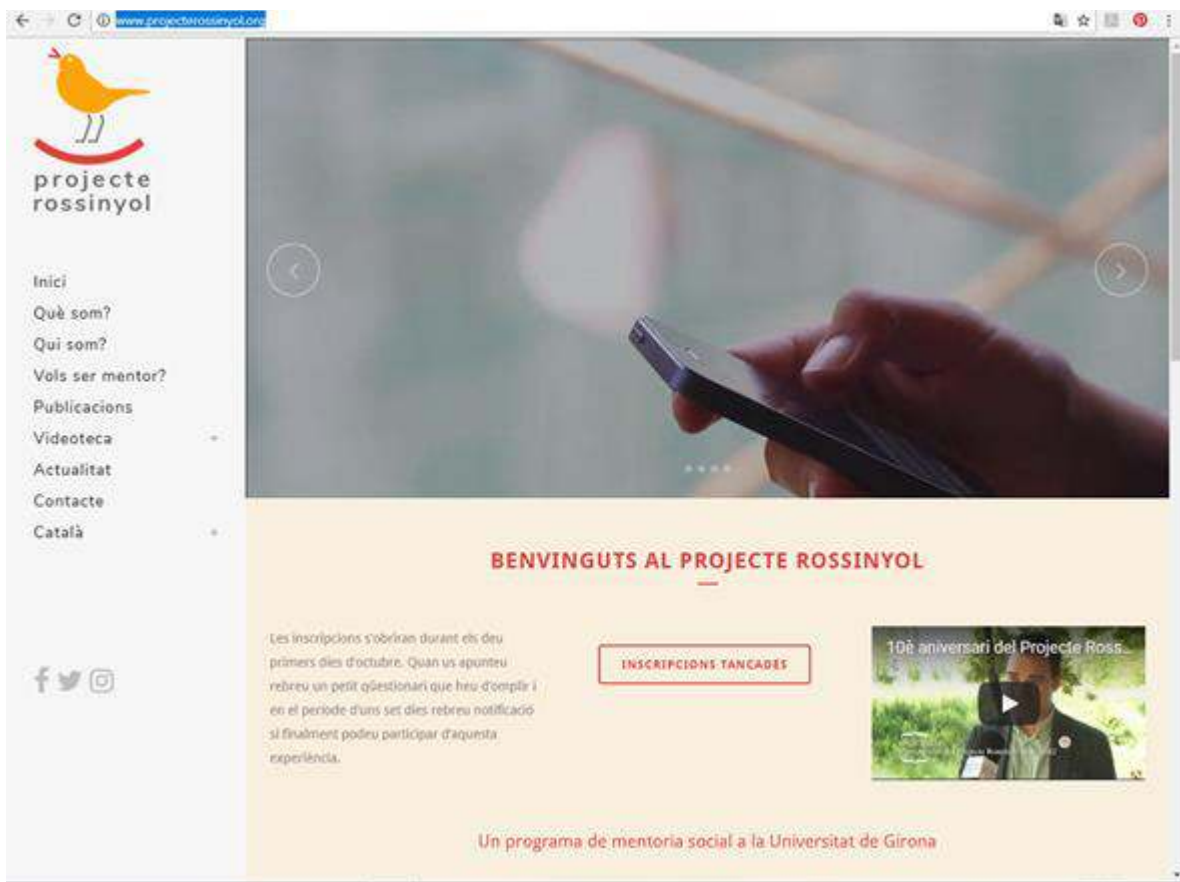 www.projecterossinyol.org
projecte
rossinyol
Inici
Què som?
Qui som?
Vols ser mentor?
Publicacions
Videoteca
Actualitat
Contacte
Català
BENVINGUTS AL PROJECTE ROSSINYOL
Les inscripcions s'obriran durant els deu
primers dies d'octubre. Quan us apunteu
rebreu un petit qüestionari que heu d'omplir i
en el periode d'uns set dies rebreu notificació
si finalment podeu participar d'aquesta
experiència.
INSCRIPCIONS TANCADES
10è aniversari del Projecte Ross...
Un programa de mentoria social a la Universitat de Girona